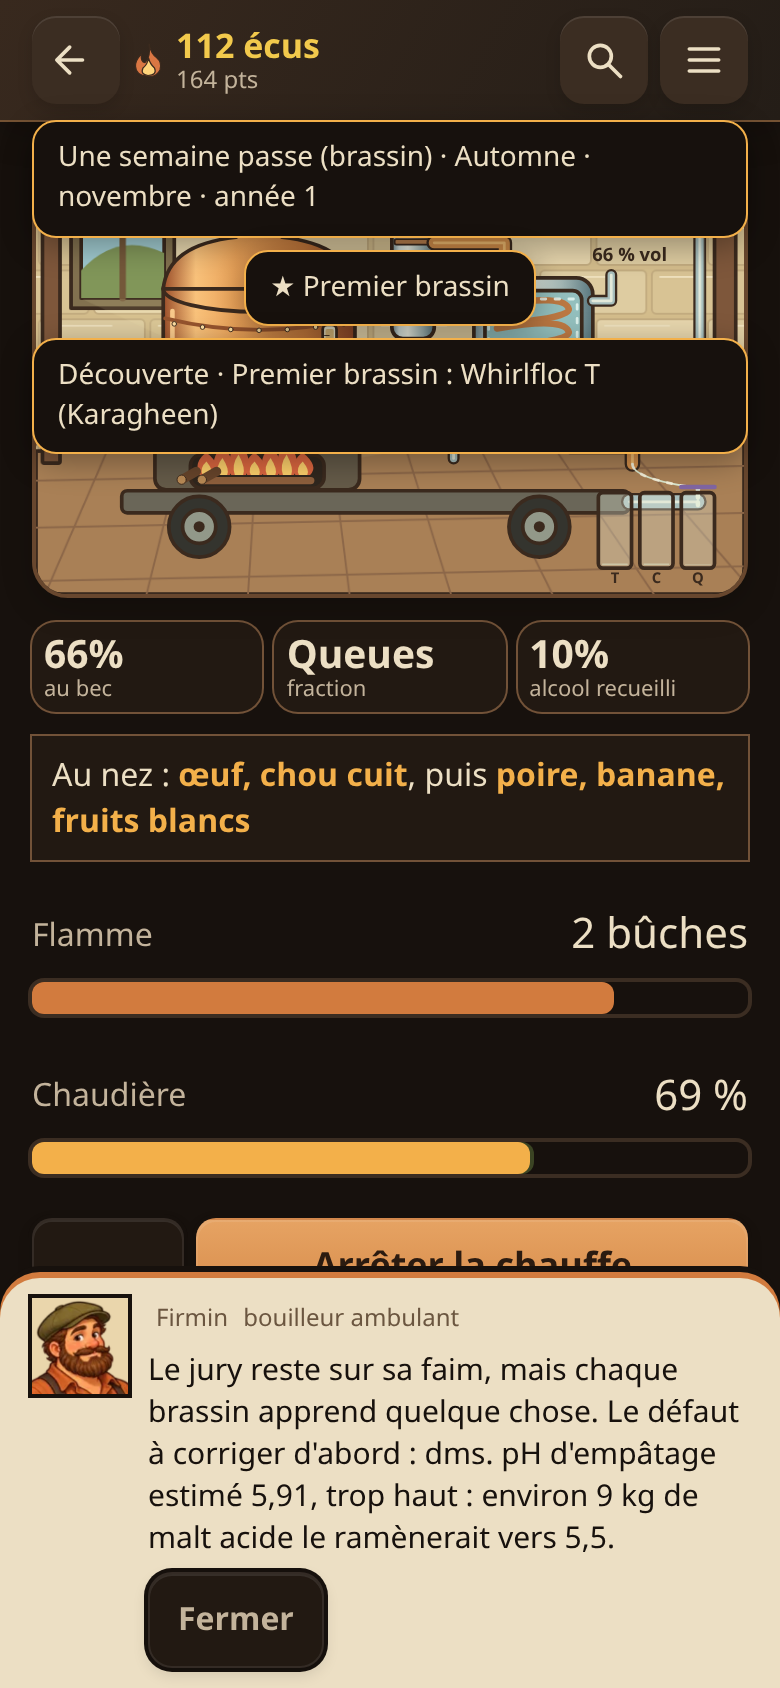 112 écus
164 pts
Une semaine passe (brassin) · Automne ·
novembre · année 1
66 % vol
★ Premier brassin
Découverte · Premier brassin : Whirlfloc T
(Karagheen)
T C Q
66%
au bec
Queues
fraction
10%
alcool recueilli
Au nez : œuf, chou cuit, puis poire, banane,
fruits blancs
Flamme 2 bûches
Chaudière 69 %
Arrêter la chauffe
Firmin bouilleur ambulant
Le jury reste sur sa faim, mais chaque
brassin apprend quelque chose. Le défaut
à corriger d'abord : dms. pH d'empâtage
estimé 5,91, trop haut : environ 9 kg de
malt acide le ramènerait vers 5,5.
Fermer